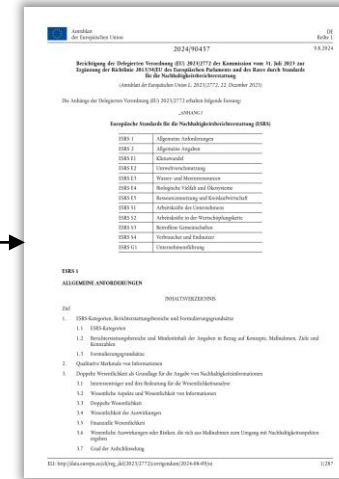 Amtsblatt
der Europäischen Union
DE
Reihe L
2024/90457
9.8.2024
Berichtigung der Delegierten Verordnung (EU) 2023/2772 der Kommission vom 31. Juli 2023 zur
Ergänzung der Richtlinie 2013/34/EU des Europäischen Parlaments und des Rates durch Standards
für die Nachhaltigkeitsberichterstattung
(Amtsblatt der Europäischen Union L, 2023/2772, 22. Dezember 2023)
Die Anhänge der Delegierten Verordnung (EU) 2023/2772 erhalten folgende Fassung:
„ANHANG I
Europäische Standards für die Nachhaltigkeitsberichterstattung (ESRS)
ESRS 1 Allgemeine Anforderungen
ESRS 2 Allgemeine Angaben
ESRS E1 Klimawandel
ESRS E2 Umweltverschmutzung
ESRS E3 Wasser- und Meeresressourcen
ESRS E4 Biologische Vielfalt und Ökosysteme
ESRS E5 Ressourcennutzung und Kreislaufwirtschaft
ESRS S1 Arbeitskräfte des Unternehmens
ESRS S2 Arbeitskräfte in der Wertschöpfungskette
ESRS S3 Betroffene Gemeinschaften
ESRS S4 Verbraucher und Endnutzer
ESRS G1 Unternehmensführung
ESRS 1
ALLGEMEINE ANFORDERUNGEN
INHALTSVERZEICHNIS
Ziel
1. ESRS-Kategorien, Berichterstattungsbereiche und Formulierungsgrundsätze
1.1 ESRS-Kategorien
1.2 Berichterstattungsbereiche und Mindestinhalt der Angaben in Bezug auf Konzepte, Maßnahmen, Ziele und
Kennzahlen
1.3 Formulierungsgrundsätze
2. Qualitative Merkmale von Informationen
3. Doppelte Wesentlichkeit als Grundlage für die Angabe von Nachhaltigkeitsinformationen
3.1 Interessenträger und ihre Bedeutung für die Wesentlichkeitsanalyse
3.2 Wesentliche Aspekte und Wesentlichkeit von Informationen
3.3 Doppelte Wesentlichkeit
3.4 Wesentlichkeit der Auswirkungen
3.5 Finanzielle Wesentlichkeit
3.6 Wesentliche Auswirkungen oder Risiken, die sich aus Maßnahmen zum Umgang mit Nachhaltigkeitsaspekten
ergeben
3.7 Grad der Aufschlüsselung
ELI: http://data.europa.eu/eli/reg_del/2023/2772/corrigendum/2024-08-09/oj
1/287